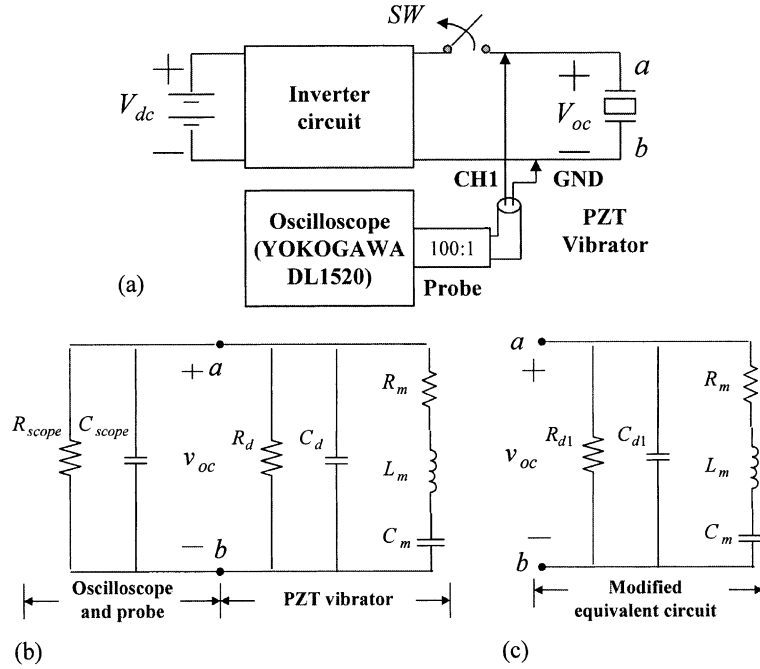 SW
+
V_dc
−
Inverter
circuit
+
V_oc
−
a
b
CH1
GND
Oscilloscope
(YOKOGAWA
DL1520)
100:1
Probe
PZT
Vibrator
(a)
R_scope
C_scope
+
a
v_oc
−
b
R_d
C_d
R_m
L_m
C_m
Oscilloscope
and probe
PZT vibrator
(b)
a
+
v_oc
−
b
R_d1
C_d1
R_m
L_m
C_m
Modified
equivalent circuit
(c)